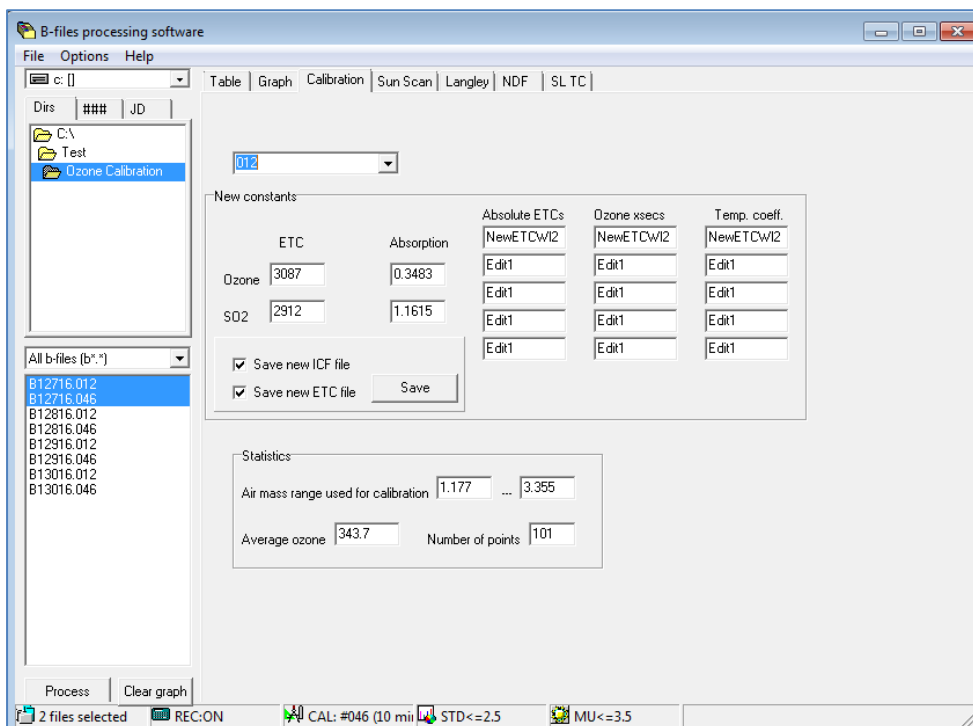 B-files processing software
File Options Help
c: []
Dirs ### JD
C:\
Test
Ozone Calibration
All b-files (b*.*)
B12716.012
B12716.046
B12816.012
B12816.046
B12916.012
B12916.046
B13016.012
B13016.046
Process Clear graph
Table Graph Calibration Sun Scan Langley NDF SL TC
012
New constants
Absolute ETCs Ozone xsecs Temp. coeff.
ETC Absorption NewETCWl2 NewETCWl2 NewETCWl2
Ozone 3087 0.3483 Edit1 Edit1 Edit1
Edit1 Edit1 Edit1
SO2 2912 1.1615 Edit1 Edit1 Edit1
Edit1 Edit1 Edit1
Save new ICF file
Save new ETC file Save
Statistics
Air mass range used for calibration 1.177 ... 3.355
Average ozone 343.7 Number of points 101
2 files selected REC:ON CAL: #046 (10 min STD<=2.5 MU<=3.5